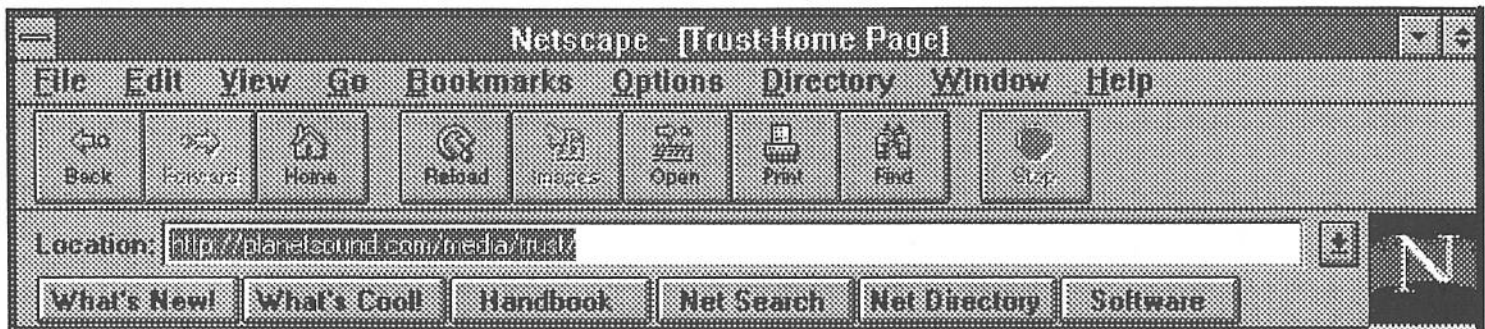 Netscape - [Trust-Home Page]
File Edit View Go Bookmarks Options Directory Window Help
Back Forward Home Reload Images Open Print Find Stop
Location: http://planetsound.com/media/trust/
N
What's New! What's Cool! Handbook Net Search Net Directory Software